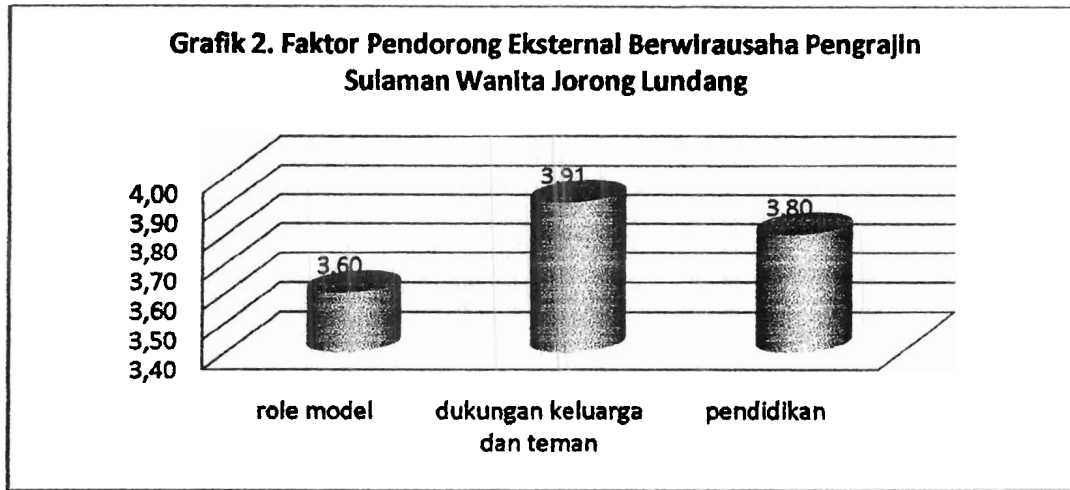 Grafik 2. Faktor Pendorong Eksternal Berwirausaha Pengrajin
Sulaman Wanita Jorong Lundang
4,00
3,90
3,80
3,70
3,60
3,50
3,40
3,60
3,91
3,80
role model
dukungan keluarga
dan teman
pendidikan